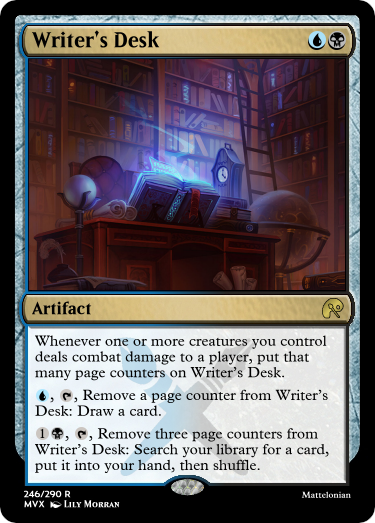 Writer's Desk
Artifact
Whenever one or more creatures you control
deals combat damage to a player, put that
many page counters on Writer's Desk.
, , Remove a page counter from Writer's
Desk: Draw a card.
1, , Remove three page counters from
Writer's Desk: Search your library for a card,
put it into your hand, then shuffle.
246/290 R
MVX Lily Morran
Mattelonian